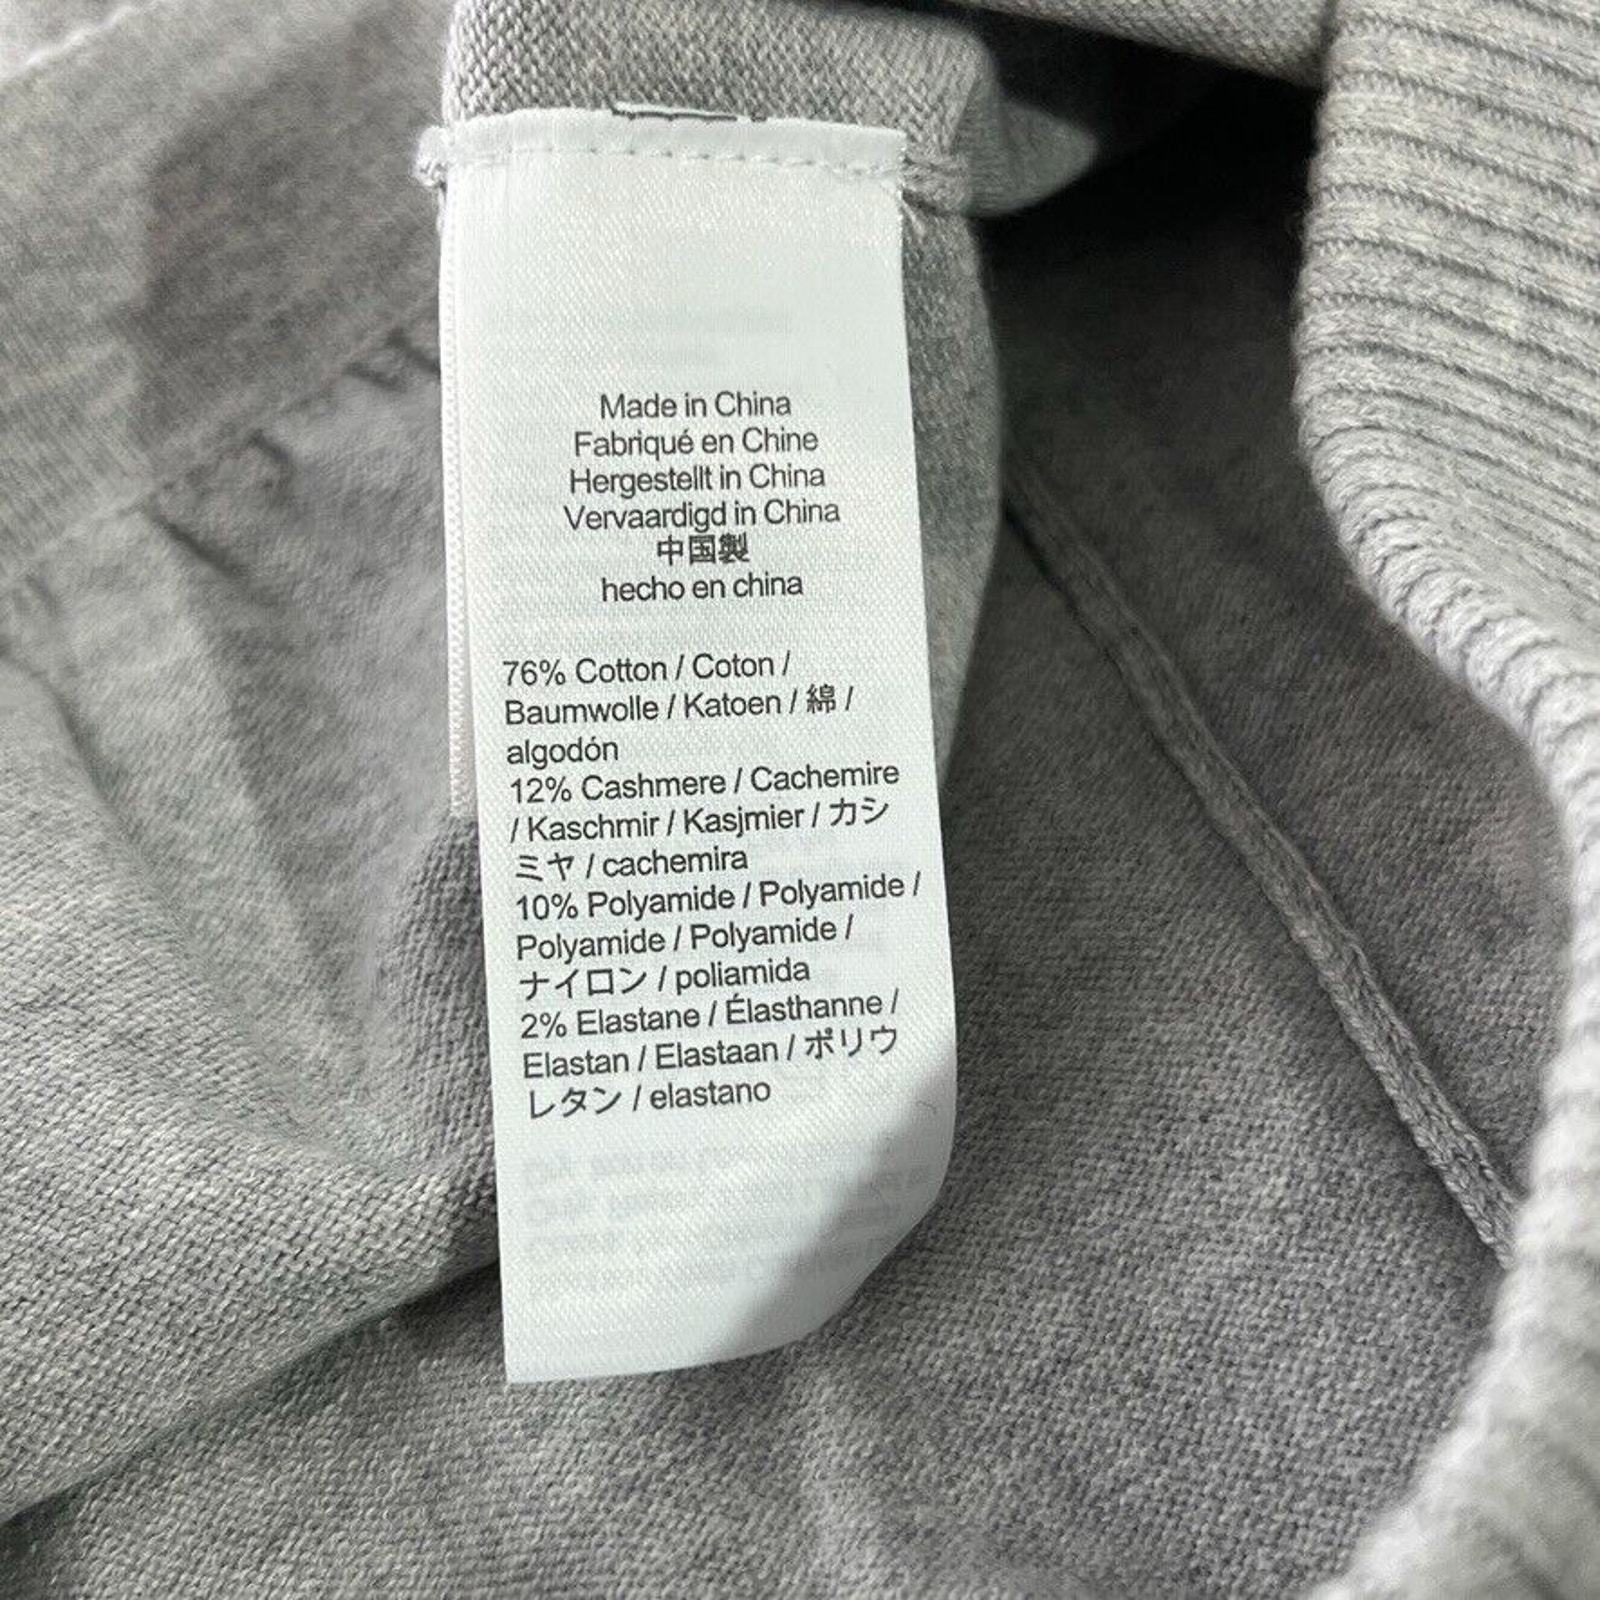 Made in China
Fabriqué en Chine
Hergestellt in China
Vervaardigd in China
中国製
hecho en china
76% Cotton / Coton /
Baumwolle / Katoen / 綿 /
algodón
12% Cashmere / Cachemire
/ Kaschmir / Kasjmier / カシ
ミヤ / cachemira
10% Polyamide / Polyamide /
Polyamide / Polyamide /
ナイロン / poliamida
2% Elastane / Élasthanne /
Elastan / Elastaan / ポリウ
レタン / elastano